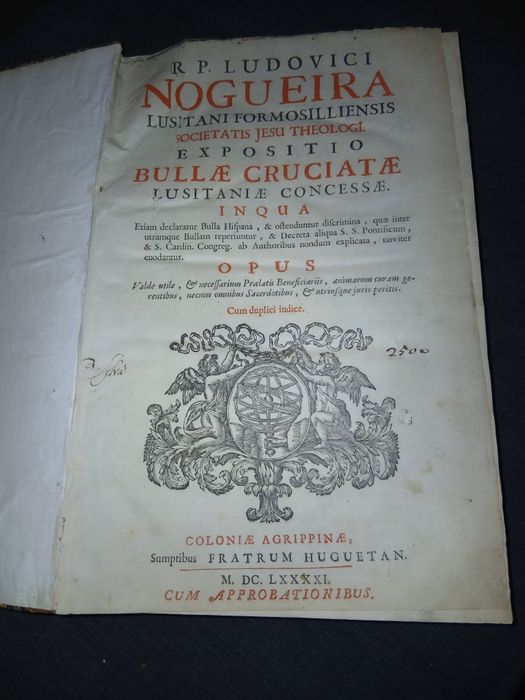 R P. LUDOVICI
NOGUEIRA
LUSITANI FORMOSILLIENSIS
SOCIETATIS JESU THEOLOGI.
EXPOSITIO
BULLÆ CRUCIATÆ
LUSITANIÆ CONCESSÆ.
IN QUA
Etiam declaratur Bulla Hispana, & ostenduntur discrimina, quæ inter
utramque Bullam reperiuntur, & Decreta aliqua S. S. Pontificum,
& S. Cardin. Congreg. ab Authoribus nondum explicata, noviter
enodantur.
OPUS
Valde utile, & necessarium Prælatis Beneficiariis, animarum curam ge-
rentibus, necnon omnibus Sacerdotibus, & utriusque juris peritis.
Cum duplici indice.
2500
COLONIÆ AGRIPPINÆ,
Sumptibus FRATRUM HUGUETAN.
M. DC. LXXXXI.
CUM APPROBATIONIBUS.